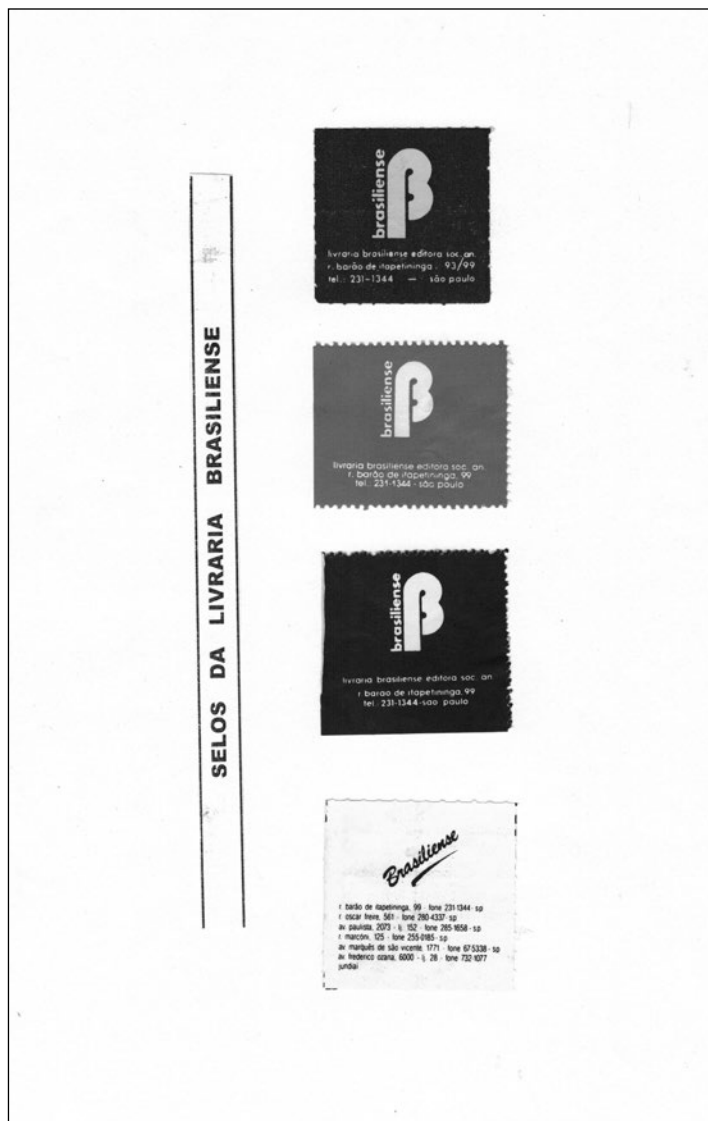 SELOS DA LIVRARIA BRASILIENSE
brasiliense
livraria brasiliense editora soc. an.
r. barão de itapetininga, 93/99
tel.: 231-1344 — são paulo
brasiliense
livraria brasiliense editora soc. an.
r. barão de itapetininga, 99
tel.: 231-1344 - são paulo
brasiliense
livraria brasiliense editora soc. an.
r. barao de itapetininga, 99
tel.: 231-1344-sao paulo
Brasiliense
r. barão de itapetininga, 99 - fone 231-1344 - sp
r. oscar freire, 561 - fone 280-4337 - sp
av. paulista, 2073 - lj. 152 - fone 285-1658 - sp
r. marcóni, 125 - fone 255-0185 - sp
av. marquês de são vicente, 1771 - fone 67-5338 - sp
av. frederico ozana, 6000 - lj. 28 - fone 732-1077
jundiaí